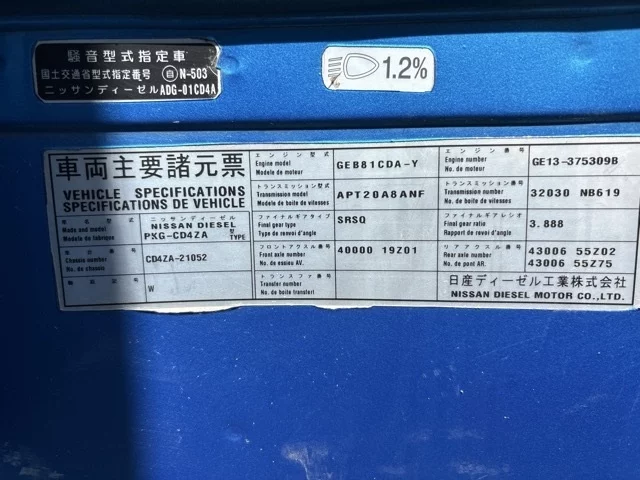 騒音型式指定車
国土交通省型式指定番号 自 N-503
ニッサンディーゼル ADG-01CD4A
1.2%
車両主要諸元票
VEHICLE SPECIFICATIONS
SPECIFICATIONS DE VEHICLE
エンジン型式
Engine model
Modele de moteur
GEB81CDA-Y
エンジン番号
Engine number
No. de moteur
GE13-375309B
トランスミッション型式
Transmission model
Modele de boite de vitesses
APT20A8ANF
トランスミッション番号
Transmission number
No. de boite de vitesses
32030 NB619
車名型式
Mode and model
Modele de fabrique
ニッサンディーゼル
NISSAN DIESEL
PXG-CD4ZA 型 TYPE
ファイナルギアタイプ
Final gear type
Type de renvoi d'angle
SRSQ
ファイナルギアレシオ
Final gear ratio
Rapport de renvoi d'angle
3.888
車台番号
Chassis number
No. de chassis
CD4ZA-21052
フロントアクスル番号
Front axle number
No. de essieu AV.
40000 19Z01
リアアクスル番号
Rear axle number
No. de pont AR.
43006 55Z02
43006 55Z75
W
トランスファ番号
Transfer number
No. de boite transferi
日産ディーゼル工業株式会社
NISSAN DIESEL MOTOR CO.,LTD.